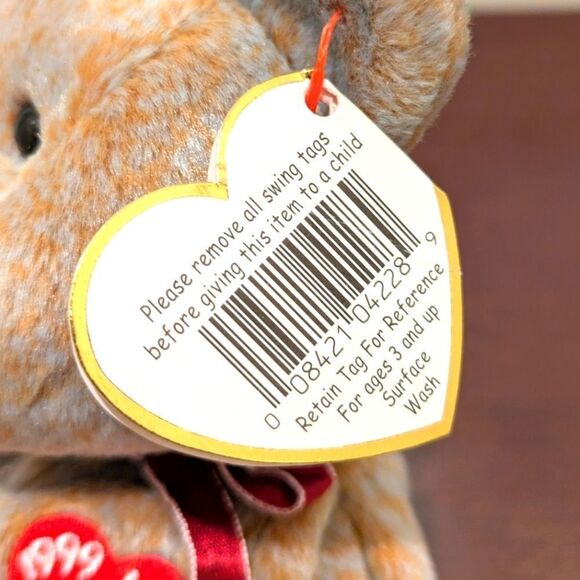 Please remove all swing tags
before giving this item to a child
0 08421 04228 9
Retain Tag For Reference
For ages 3 and up
Surface
Wash
1999